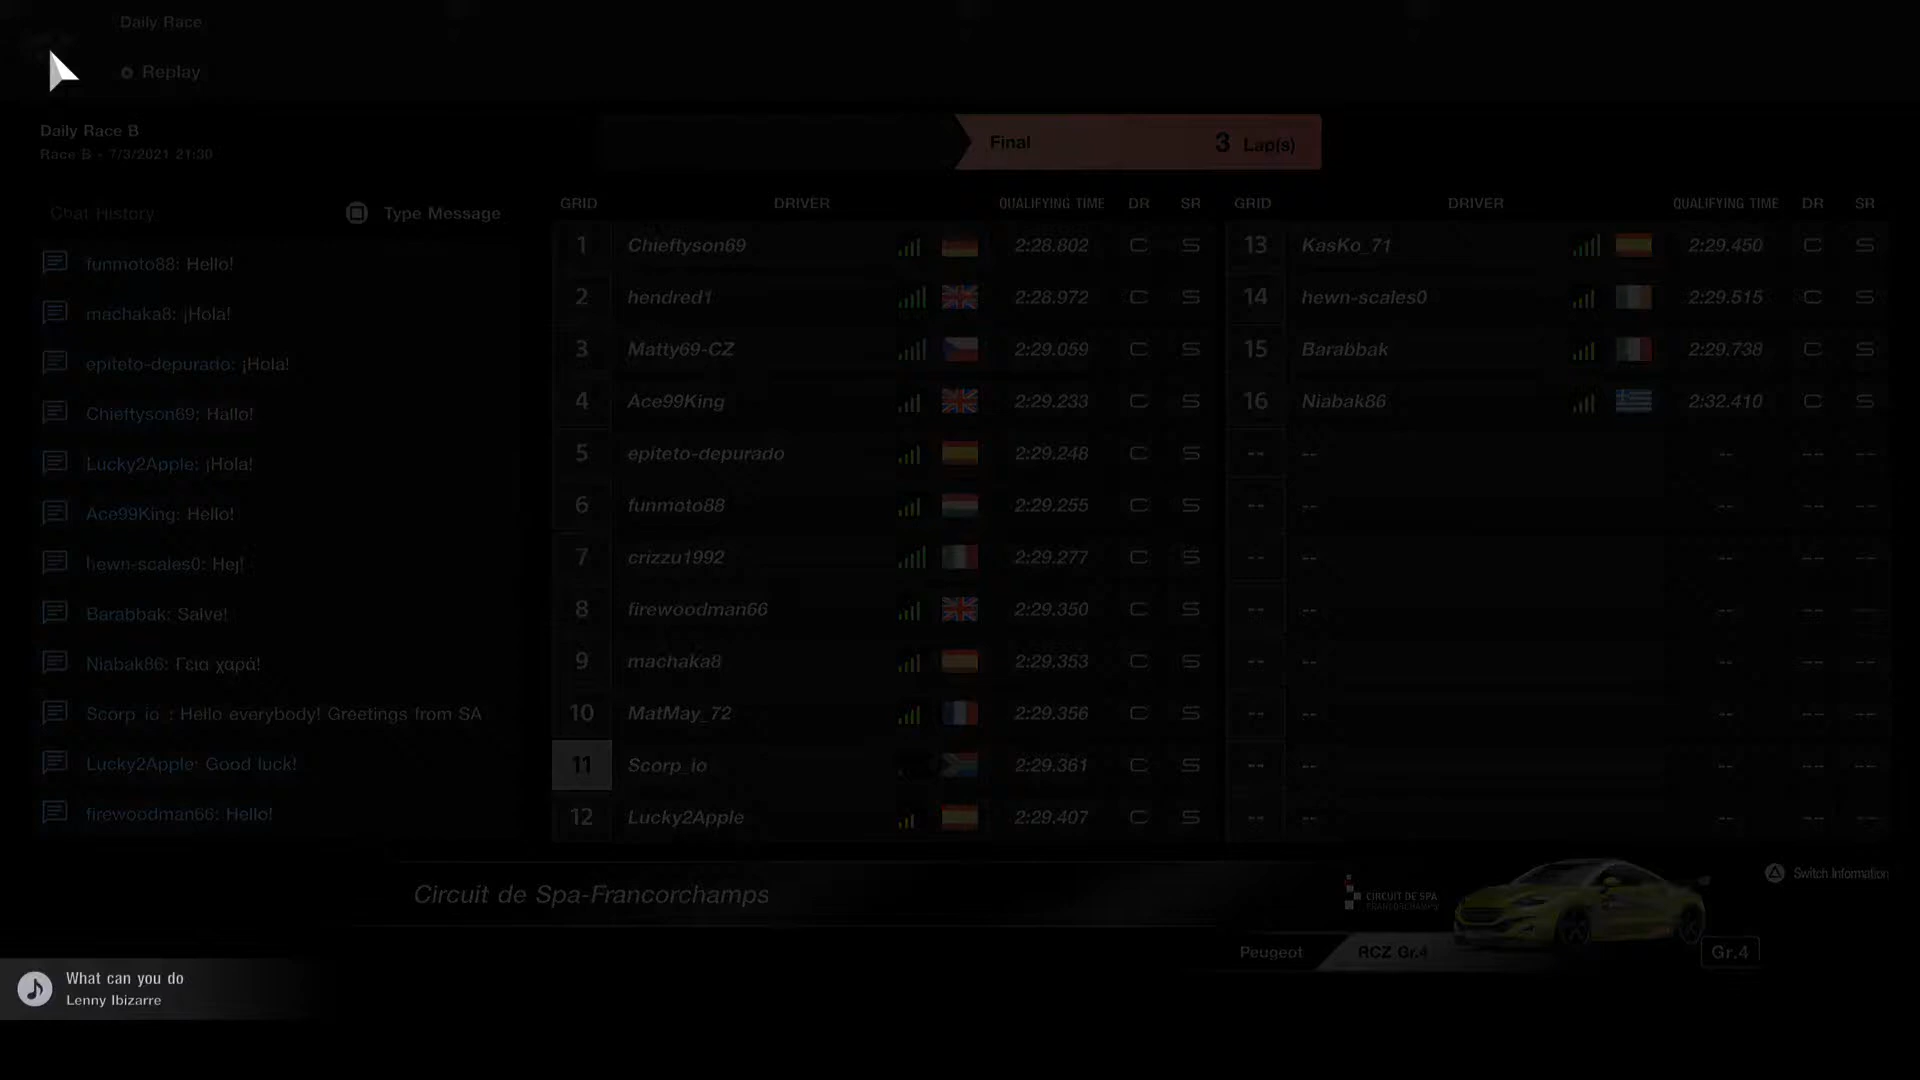 Daily Race
Replay
Daily Race B
Race B - 7/3/2021 21:30
Final 3 Lap(s)
Chat History Type Message
funmoto88: Hello!
machaka8: ¡Hola!
epiteto-depurado: ¡Hola!
Chieftyson69: Hallo!
Lucky2Apple: ¡Hola!
Ace99King: Hello!
hewn-scales0: Hej!
Barabbak: Salve!
Niabak86: Γεια χαρά!
Scorp_io_: Hello everybody! Greetings from SA
Lucky2Apple: Good luck!
firewoodman66: Hello!
GRID DRIVER QUALIFYING TIME DR SR
1 Chieftyson69 2:28.802 C S
2 hendred1 2:28.972 C S
3 Matty69-CZ 2:29.059 C S
4 Ace99King 2:29.233 C S
5 epiteto-depurado 2:29.248 C S
6 funmoto88 2:29.255 C S
7 crizzu1992 2:29.277 C S
8 firewoodman66 2:29.350 C S
9 machaka8 2:29.353 C S
10 MatMay_72 2:29.356 C S
11 Scorp_io_ 2:29.361 C S
12 Lucky2Apple 2:29.407 C S
GRID DRIVER QUALIFYING TIME DR SR
13 KasKo_71 2:29.450 C S
14 hewn-scales0 2:29.515 C S
15 Barabbak 2:29.738 C S
16 Niabak86 2:32.410 C S
-- -- -- -- --
-- -- -- -- --
-- -- -- -- --
-- -- -- -- --
-- -- -- -- --
-- -- -- -- --
-- -- -- -- --
-- -- -- -- --
Circuit de Spa-Francorchamps
CIRCUIT DE SPA
FRANCORCHAMPS
Switch Information
Peugeot RCZ Gr.4 Gr.4
What can you do
Lenny Ibizarre